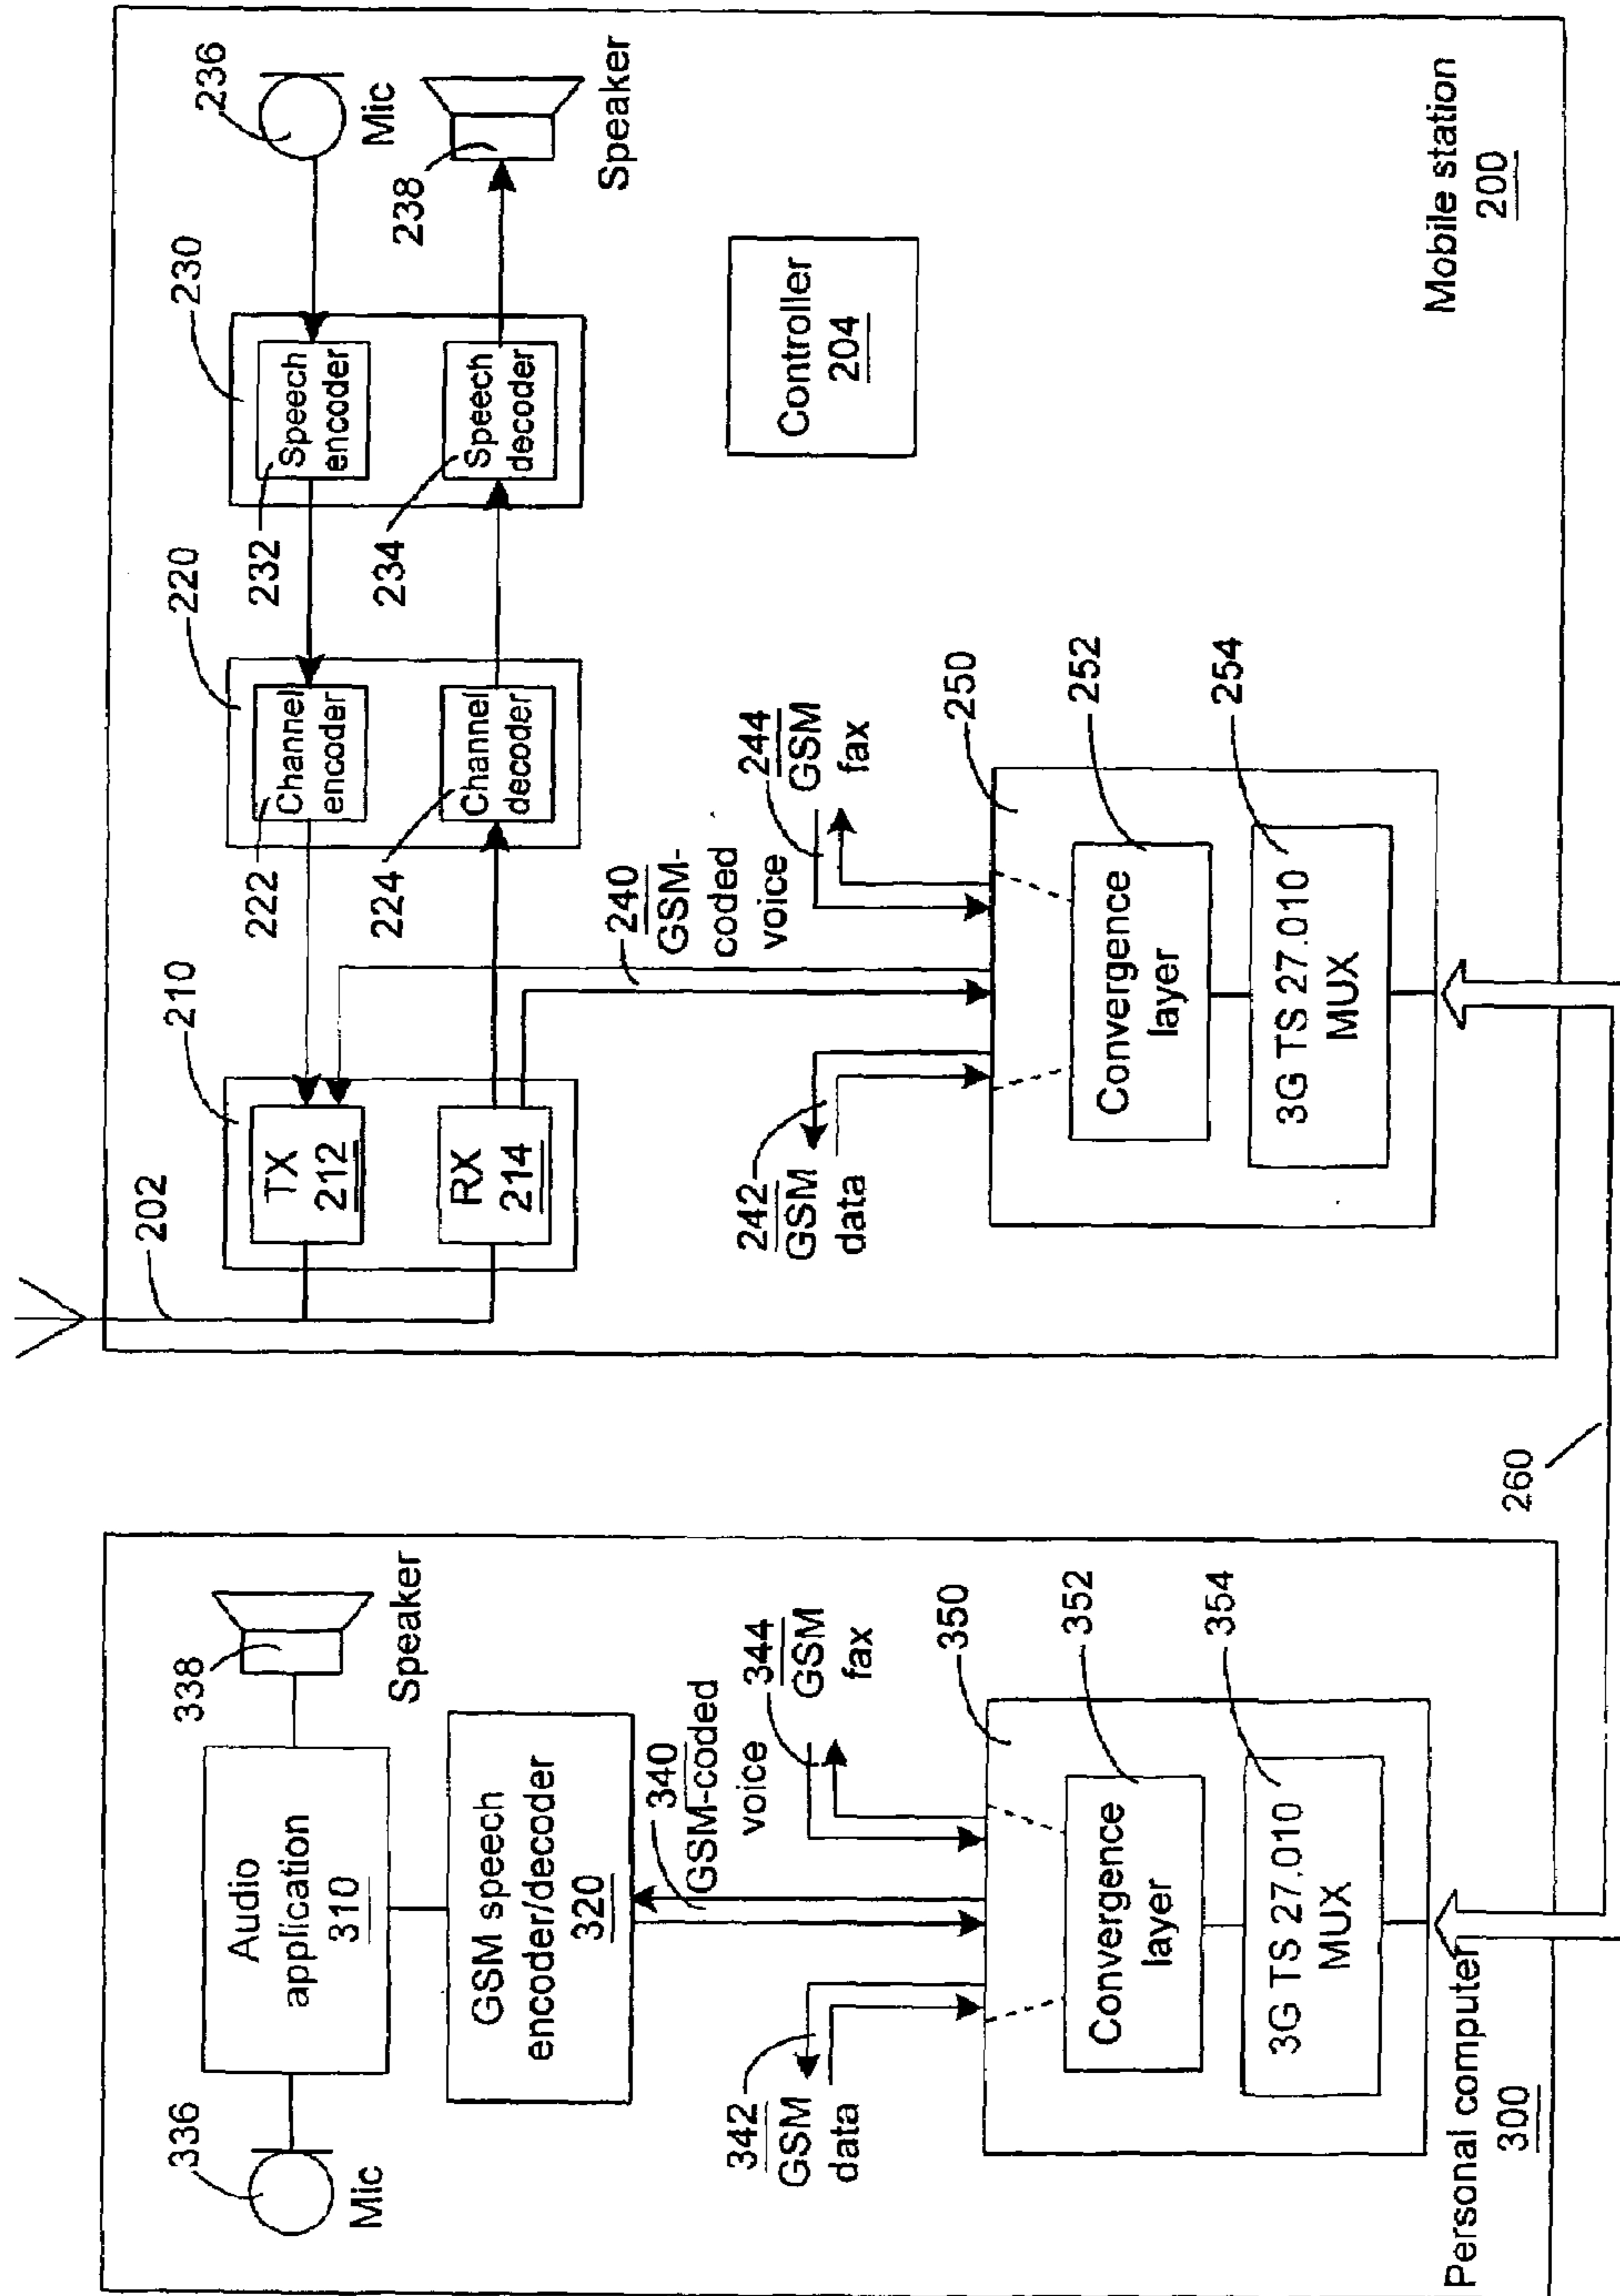 336
Mic
Audio
application
310
338
Speaker
GSM speech
encoder/decoder
320
340
GSM-coded
voice
342
GSM
data
344
GSM
fax
350
Convergence
layer
352
3G TS 27.010
MUX
354
Personal computer
300
260
202
210
TX
212
RX
214
220
Channel
encoder
222
Channel
decoder
224
230
Speech
encoder
232
Speech
decoder
234
236
Mic
238
Speaker
240
GSM-
coded
voice
242
GSM
data
244
GSM
fax
250
Convergence
layer
252
3G TS 27.010
MUX
254
Controller
204
Mobile station
200